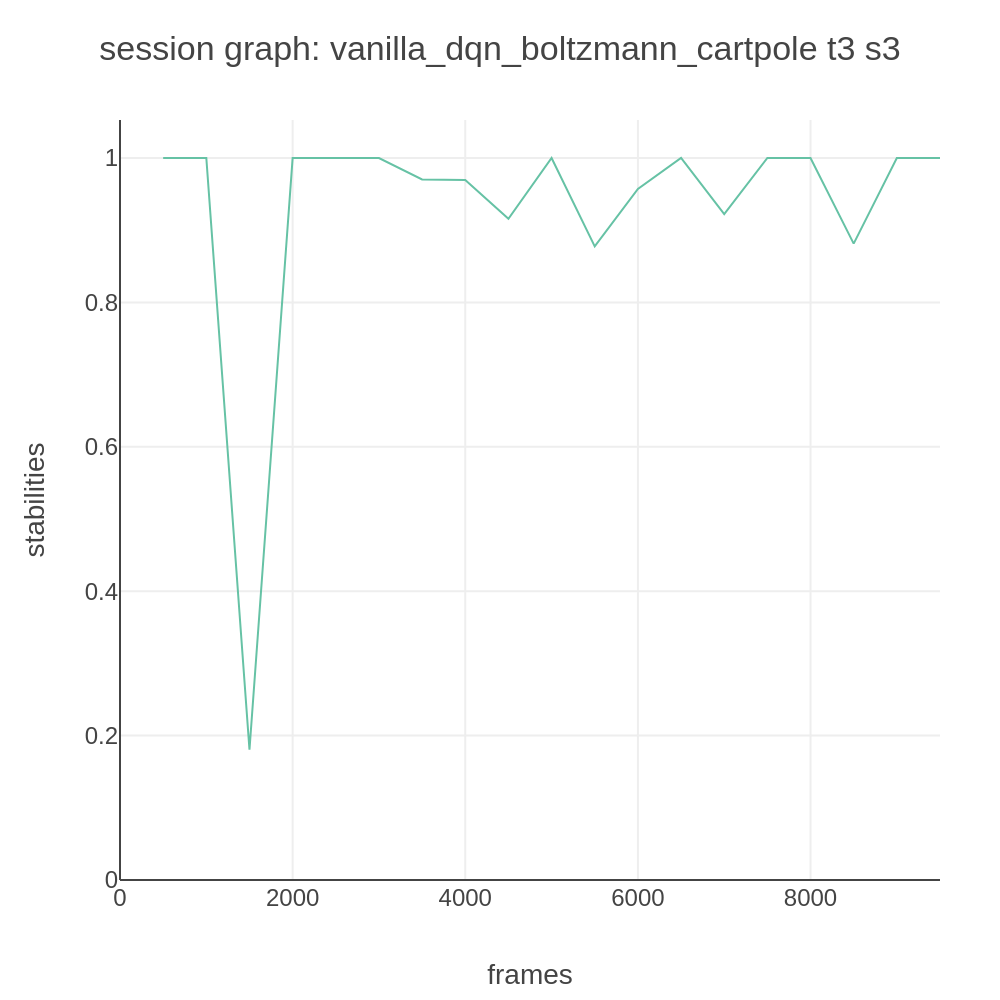 session graph: vanilla_dqn_boltzmann_cartpole t3 s3
1
0.8
0.6
0.4
0.2
0
stabilities
0 2000 4000 6000 8000
frames